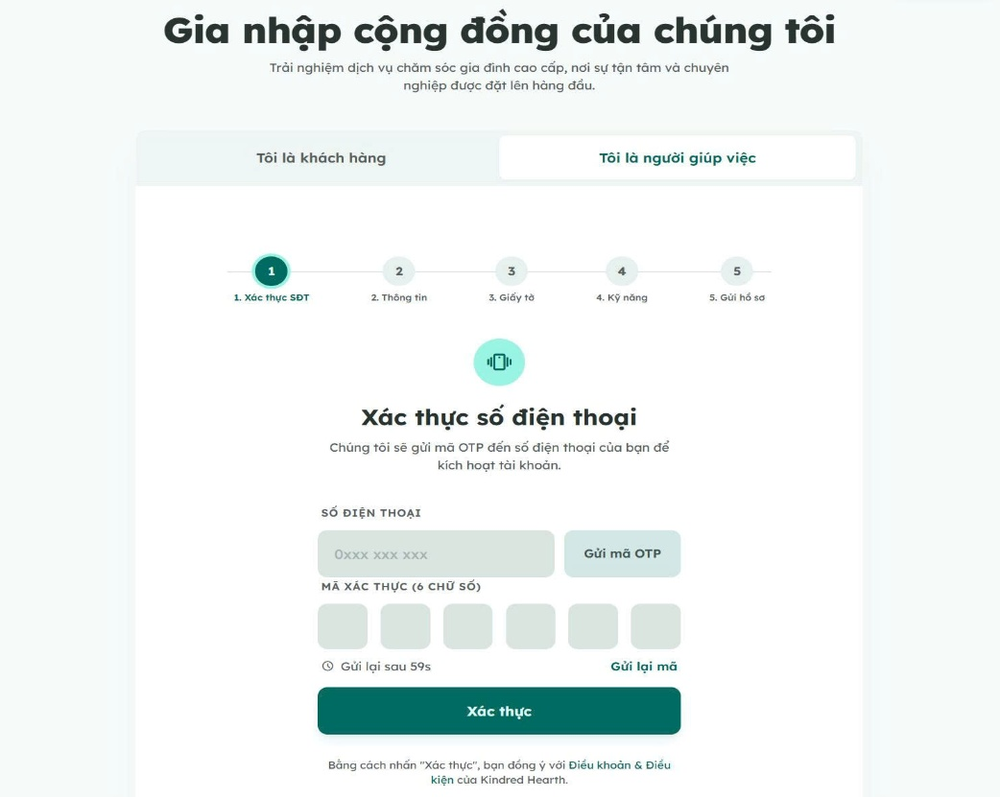 Gia nhập cộng đồng của chúng tôi
Trải nghiệm dịch vụ chăm sóc gia đình cao cấp, nơi sự tận tâm và chuyên
nghiệp được đặt lên hàng đầu.
Tôi là khách hàng
Tôi là người giúp việc
1
2
3
4
5
1. Xác thực SĐT
2. Thông tin
3. Giấy tờ
4. Kỹ năng
5. Gửi hồ sơ
Xác thực số điện thoại
Chúng tôi sẽ gửi mã OTP đến số điện thoại của bạn để
kích hoạt tài khoản.
SỐ ĐIỆN THOẠI
0xxx xxx xxx
Gửi mã OTP
MÃ XÁC THỰC (6 CHỮ SỐ)
Gửi lại sau 59s
Gửi lại mã
Xác thực
Bằng cách nhấn "Xác thực", bạn đồng ý với Điều khoản & Điều
kiện của Kindred Hearth.